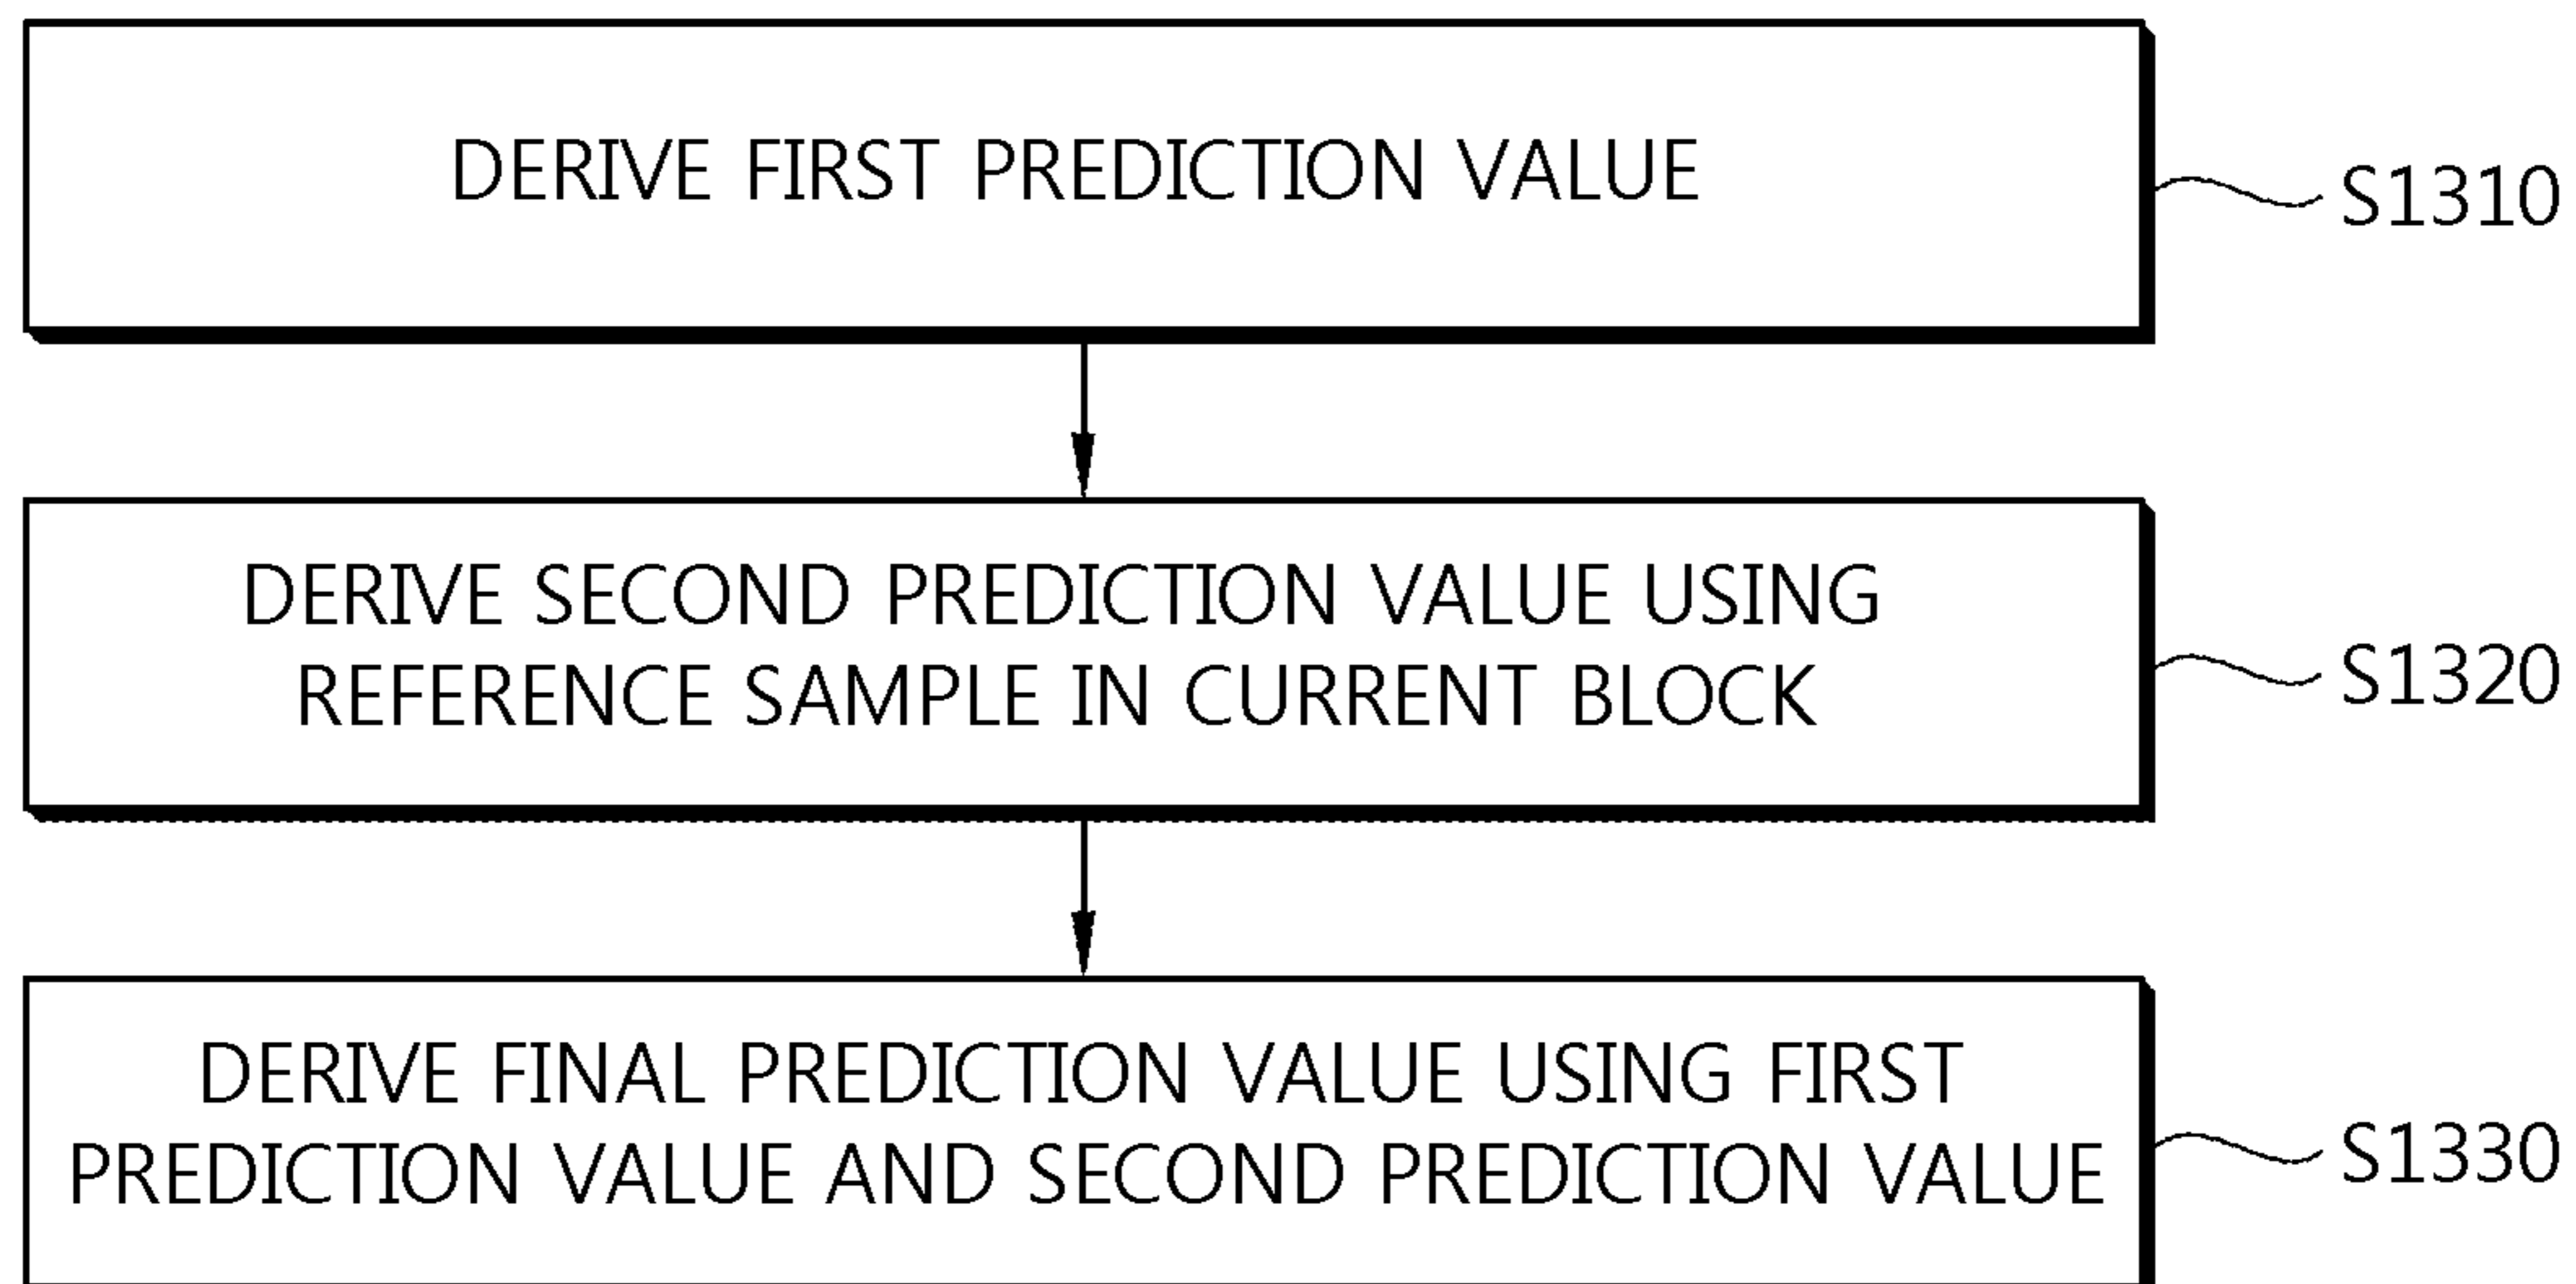 DERIVE FIRST PREDICTION VALUE
S1310
DERIVE SECOND PREDICTION VALUE USING
REFERENCE SAMPLE IN CURRENT BLOCK
S1320
DERIVE FINAL PREDICTION VALUE USING FIRST
PREDICTION VALUE AND SECOND PREDICTION VALUE
S1330